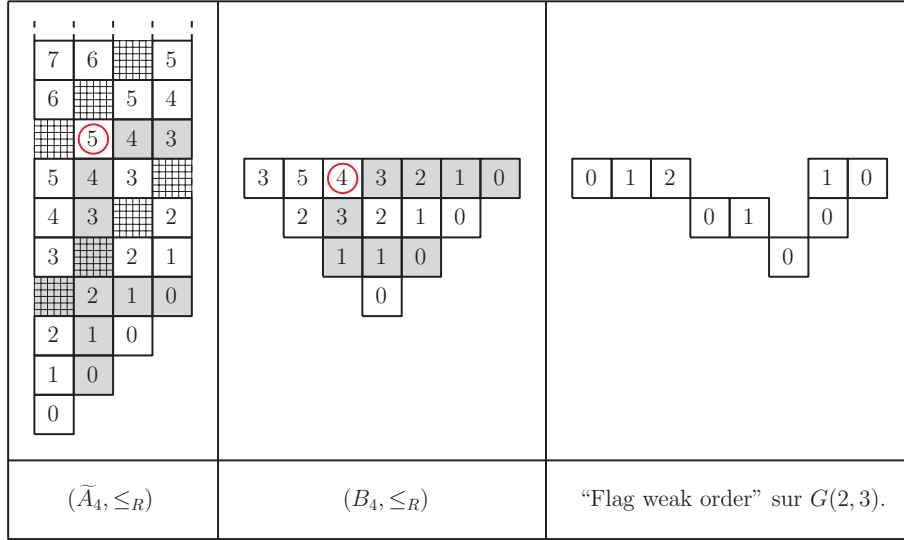 7 6 5
6 5 4
5 4 3
5 4 3
4 3 2
3 2 1
2 1 0
2 1 0
1 0
0
3 5 4 3 2 1 0
2 3 2 1 0
1 1 0
0
0 1 2 1 0
0 1 0
0
(Ã₄, ≤_R)
(B₄, ≤_R)
“Flag weak order” sur G(2, 3).